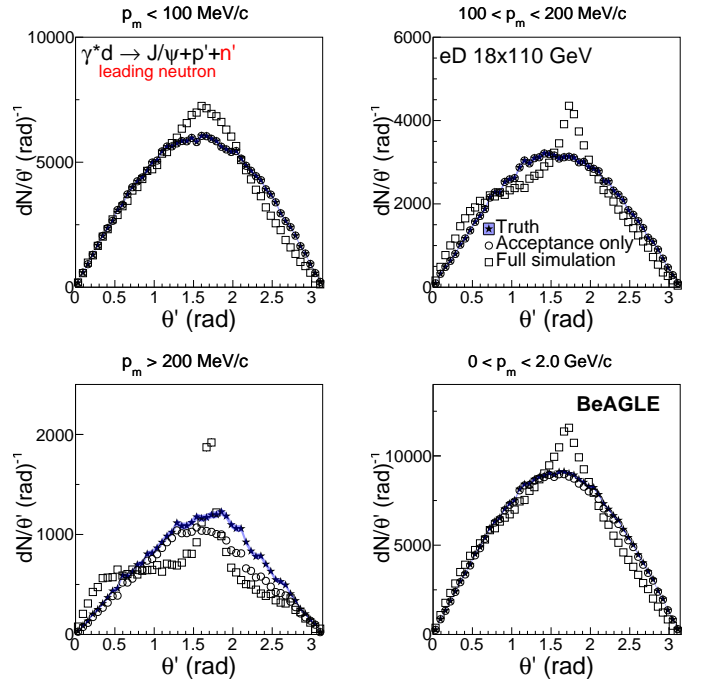 p_m < 100 MeV/c
γ*d → J/ψ+p'+n'
leading neutron
dN/θ' (rad)⁻¹
10000
5000
0
0 0.5 1 1.5 2 2.5 3
θ' (rad)
100 < p_m < 200 MeV/c
eD 18x110 GeV
Truth
Acceptance only
Full simulation
dN/θ' (rad)⁻¹
6000
4000
2000
0
0 0.5 1 1.5 2 2.5 3
θ' (rad)
p_m > 200 MeV/c
dN/θ' (rad)⁻¹
2000
1000
0
0 0.5 1 1.5 2 2.5 3
θ' (rad)
0 < p_m < 2.0 GeV/c
BeAGLE
dN/θ' (rad)⁻¹
10000
5000
0
0 0.5 1 1.5 2 2.5 3
θ' (rad)